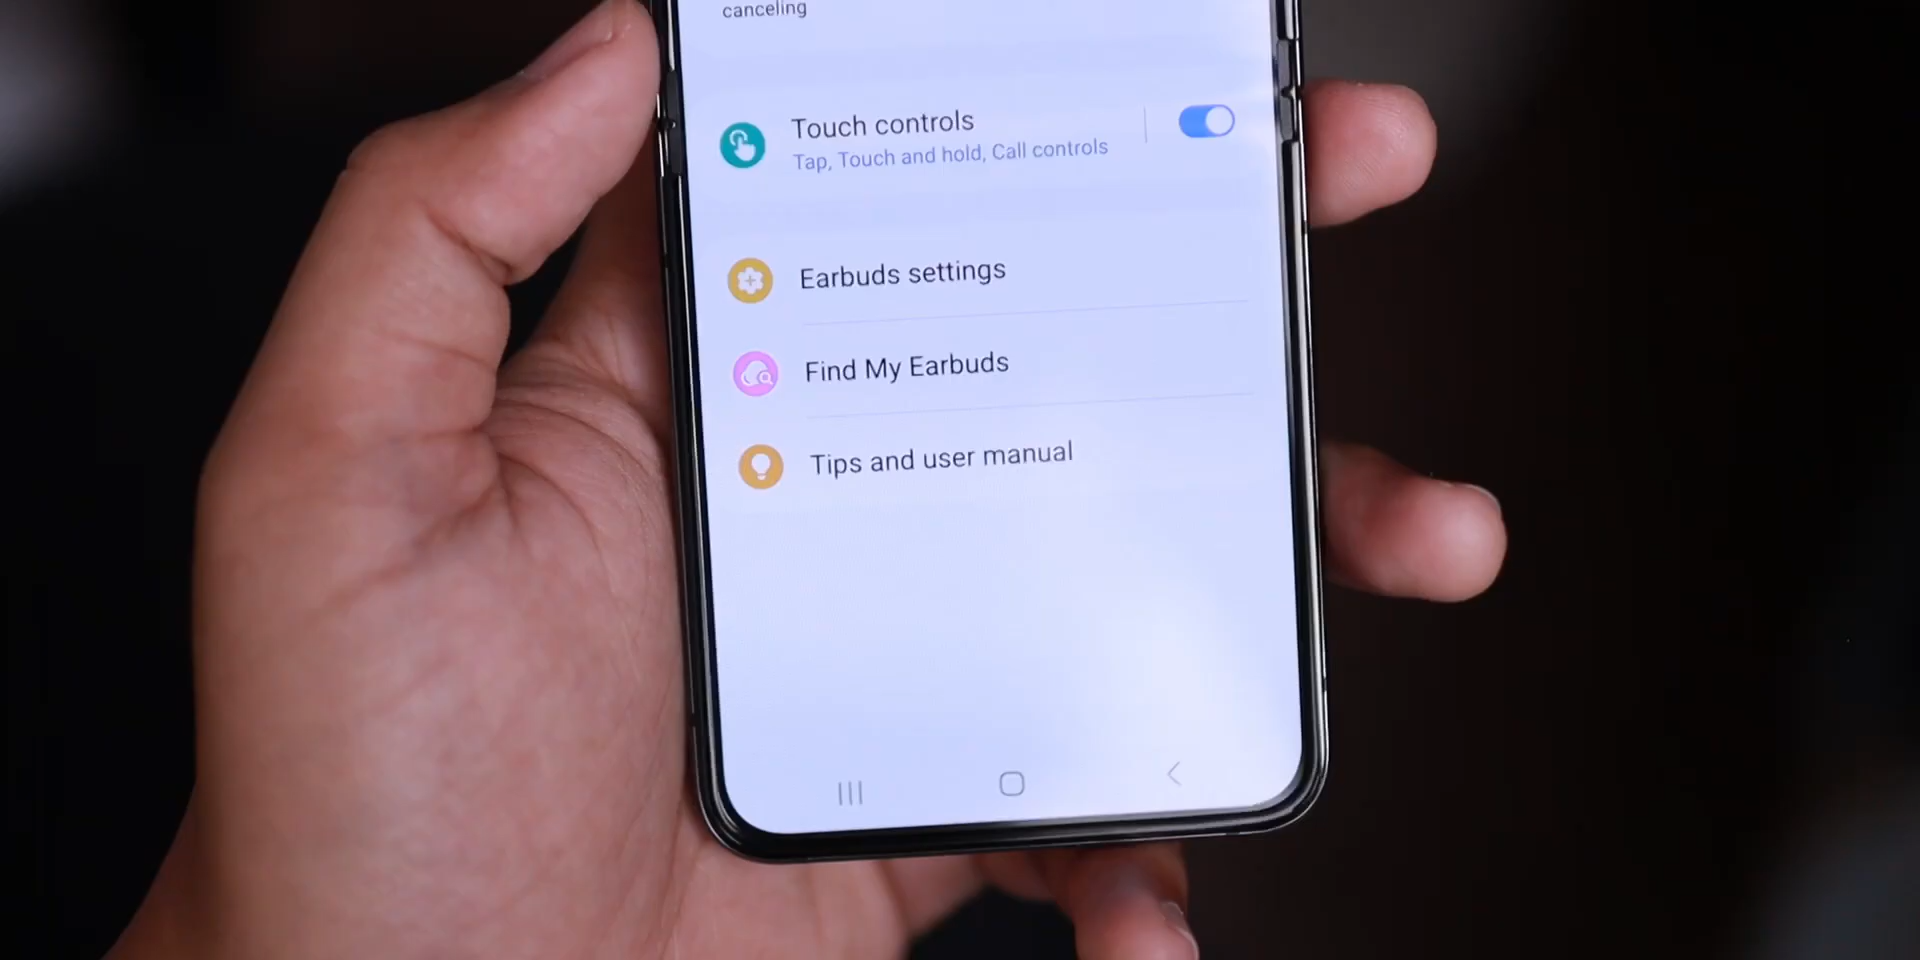 canceling
Touch controls
Tap, Touch and hold, Call controls
Earbuds settings
Find My Earbuds
Tips and user manual